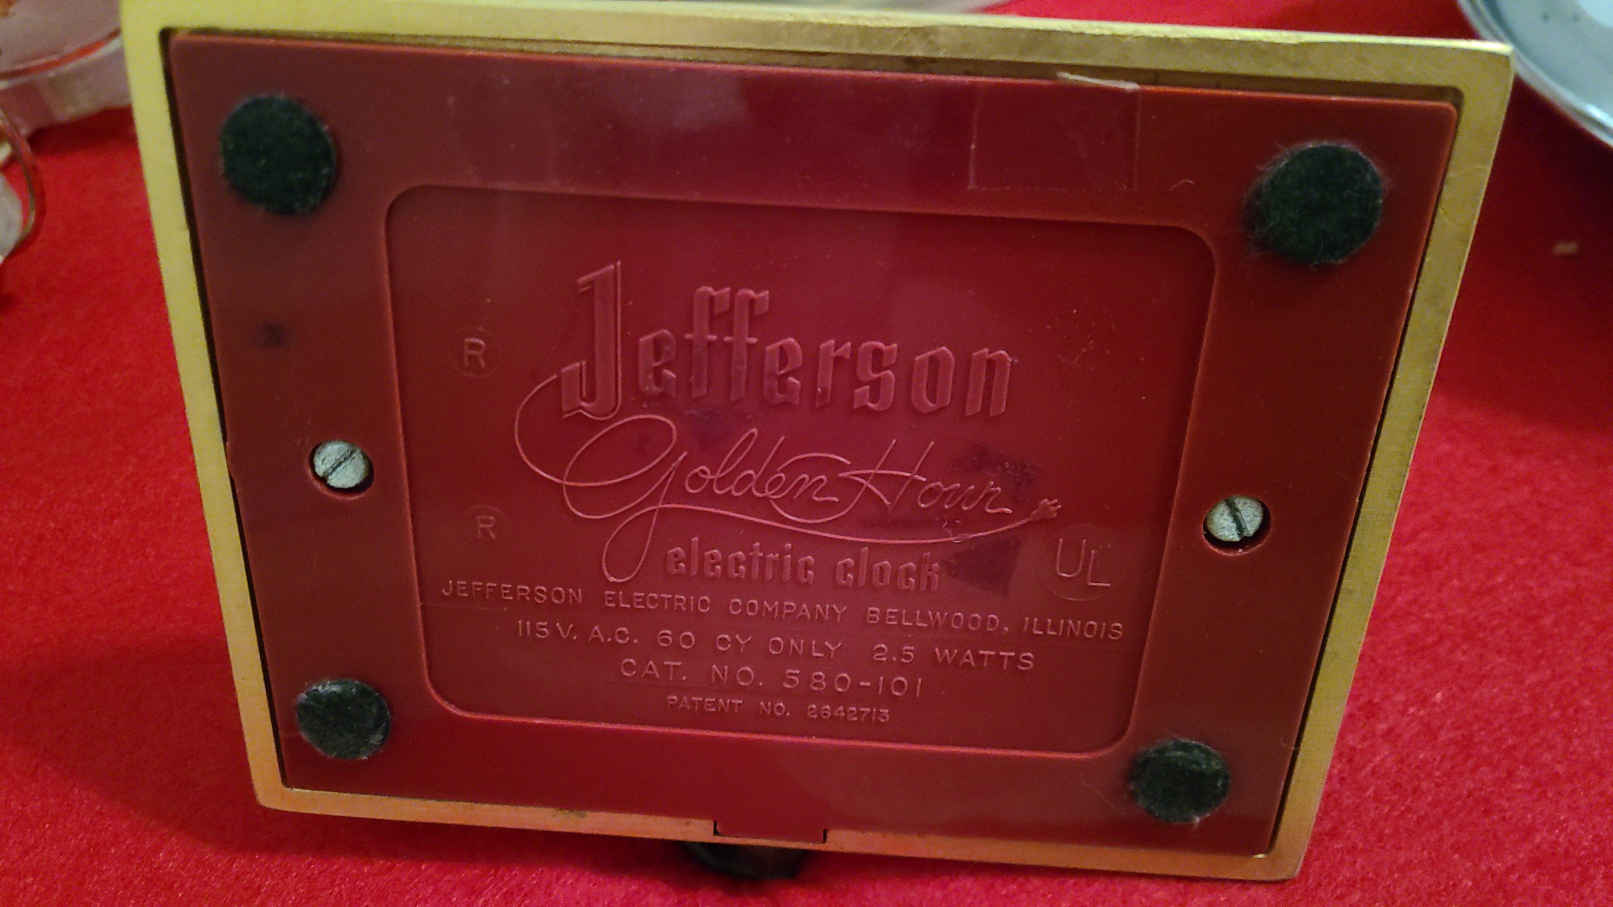 Jefferson
R
Golden Hour
R
electric clock
UL
JEFFERSON ELECTRIC COMPANY BELLWOOD, ILLINOIS
115 V. A.C. 60 CY ONLY 2.5 WATTS
CAT. NO. 580-101
PATENT NO. 2642713